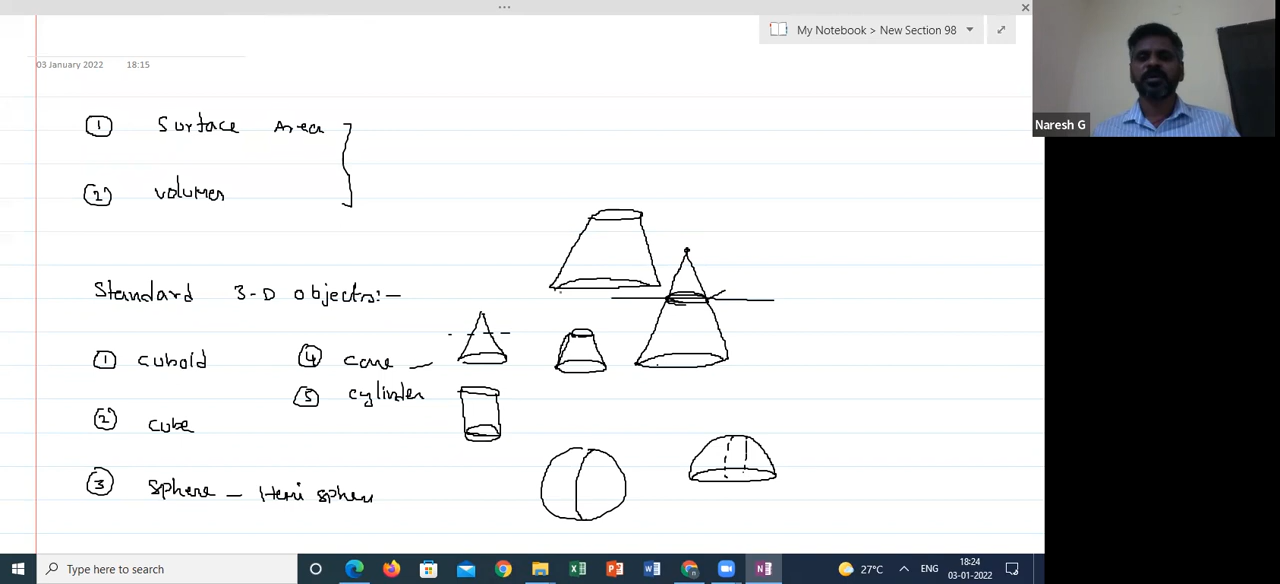 My Notebook > New Section 98
03 January 2022 18:15
Naresh G
1 Surface Area
2 volumes
Standard 3-D objects:-
1 cuboid 4 cone
5 cylinder
2 cube
3 sphere - Hemi sphere
Type here to search
27°C ENG 18:24 03-01-2022